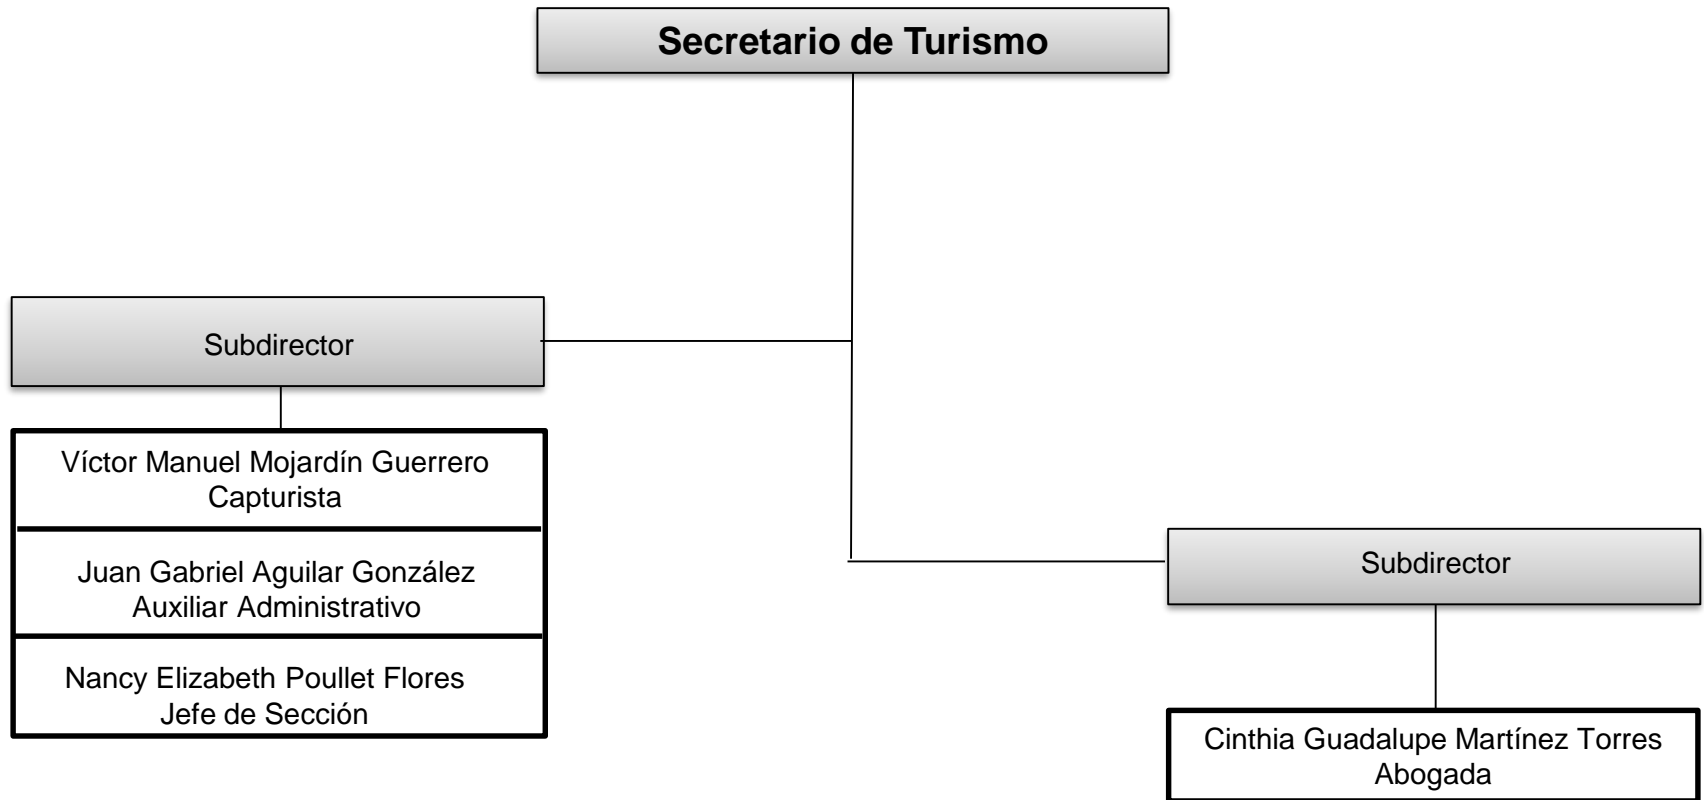 Secretario de Turismo
Subdirector
Víctor Manuel Mojardín Guerrero
Capturista
Juan Gabriel Aguilar González
Auxiliar Administrativo
Nancy Elizabeth Poullet Flores
Jefe de Sección
Subdirector
Cinthia Guadalupe Martínez Torres
Abogada